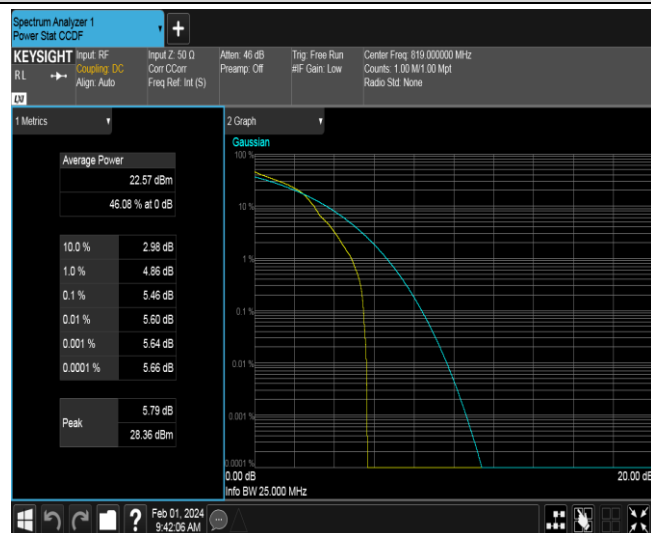 Spectrum Analyzer 1
Power Stat CCDF
+
KEYSIGHT
RL
LXI
Input: RF
Coupling: DC
Align: Auto
Input Z: 50 Ω
Corr CCorr
Freq Ref: Int (S)
Atten: 46 dB
Preamp: Off
Trig: Free Run
#IF Gain: Low
Center Freq: 819.000000 MHz
Counts: 1.00 M/1.00 Mpt
Radio Std: None
1 Metrics
Average Power
22.57 dBm
46.08 % at 0 dB
10.0 % 2.98 dB
1.0 % 4.86 dB
0.1 % 5.46 dB
0.01 % 5.60 dB
0.001 % 5.64 dB
0.0001 % 5.66 dB
Peak
5.79 dB
28.36 dBm
2 Graph
Gaussian
100 %
10 %
1 %
0.1 %
0.01 %
0.001 %
0.0001 %
0.00 dB
20.00 dB
Info BW 25.000 MHz
?
Feb 01, 2024
9:42:06 AM